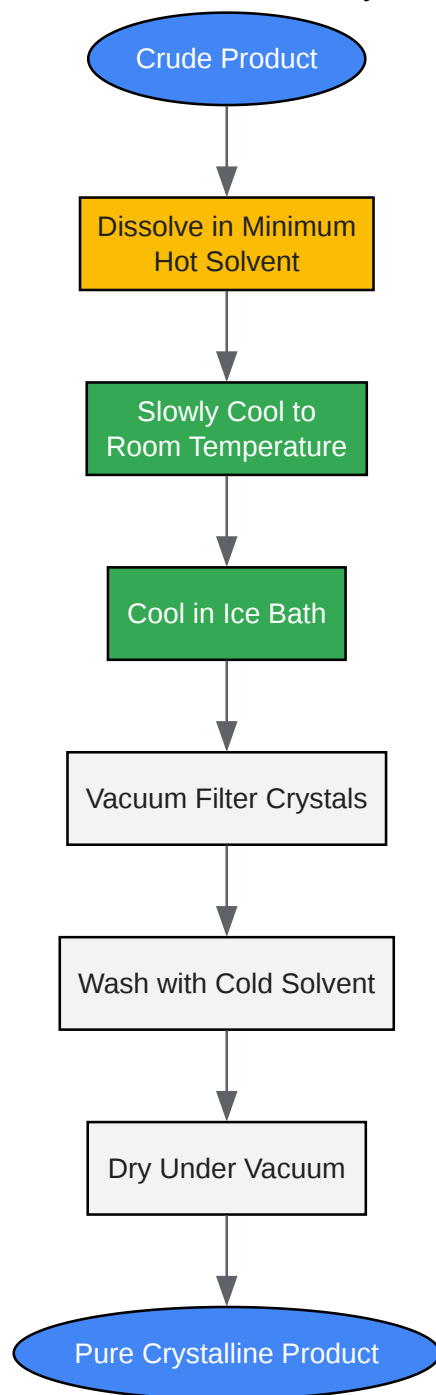 Crude Product
Dissolve in Minimum
Hot Solvent
Slowly Cool to
Room Temperature
Cool in Ice Bath
Vacuum Filter Crystals
Wash with Cold Solvent
Dry Under Vacuum
Pure Crystalline Product